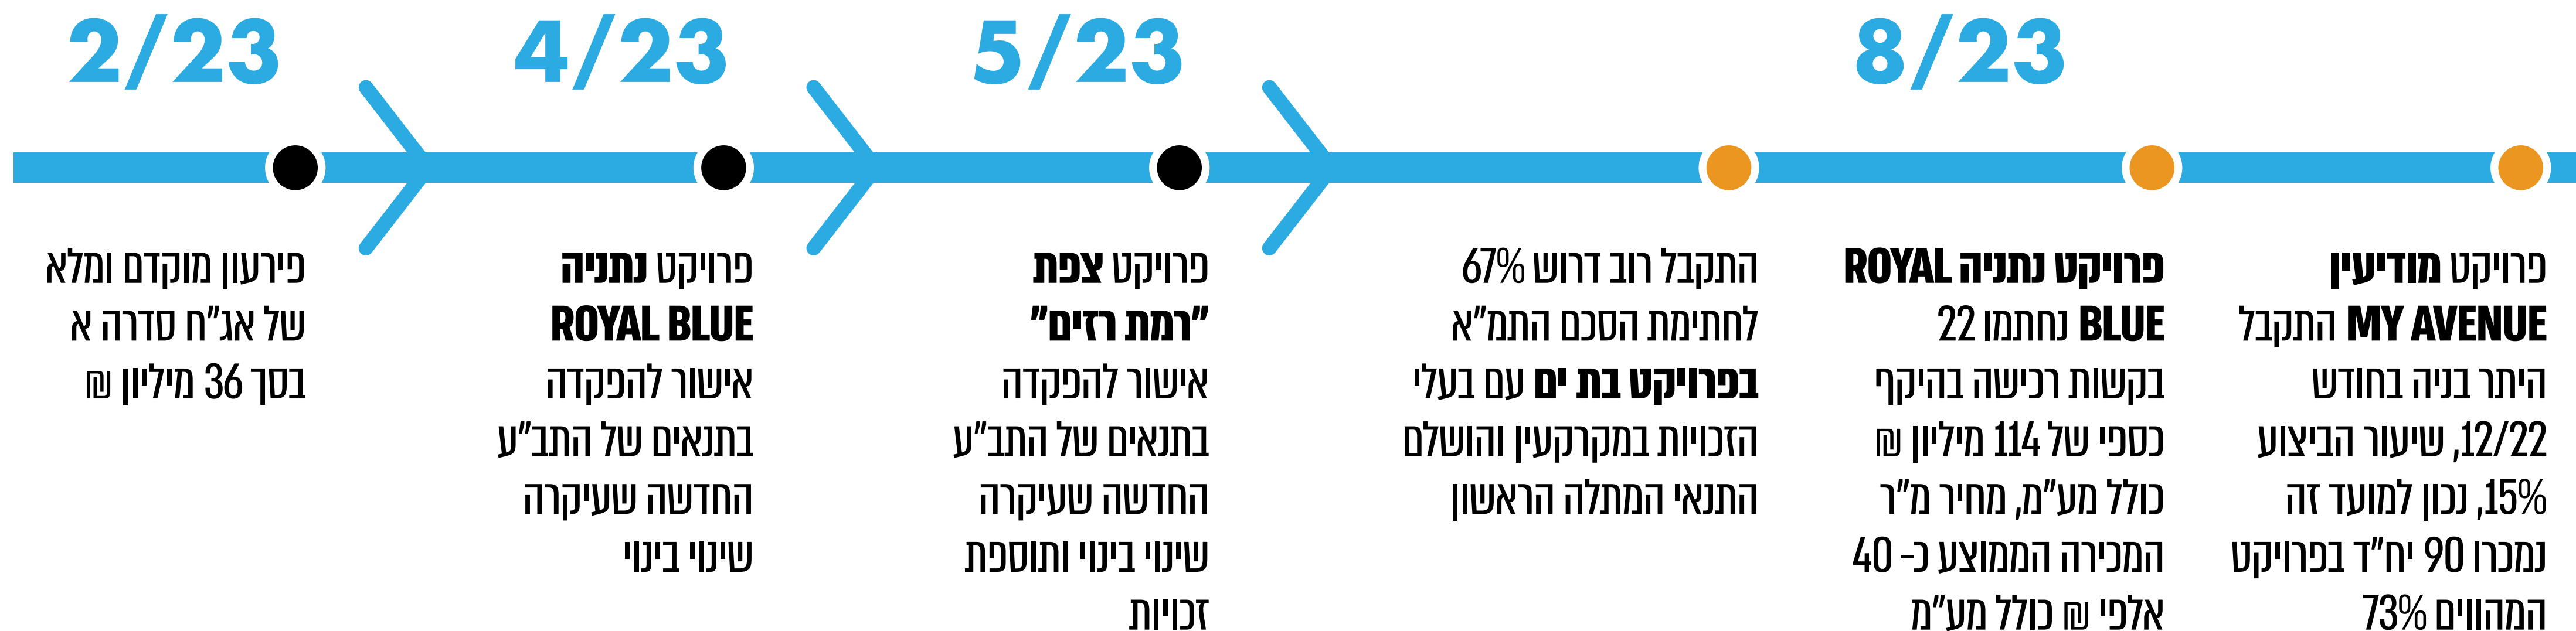 2/23
פירעון מוקדם ומלא
של אג"ח סדרה א
בסך 36 מיליון ₪
4/23
פרויקט נתניה
ROYAL BLUE
אישור להפקדה
בתנאים של התב"ע
החדשה שעיקרה
שינוי בינוי
5/23
פרויקט צפת
"רמת רזים"
אישור להפקדה
בתנאים של התב"ע
החדשה שעיקרה
שינוי בינוי ותוספת
זכויות
8/23
התקבל רוב דרוש 67%
לחתימת הסכם התמ"א
בפרויקט בת ים עם בעלי
הזכויות במקרקעין והושלם
התנאי המתלה הראשון
פרויקט נתניה ROYAL
BLUE נחתמו 22
בקשות רכישה בהיקף
כספי של 114 מיליון ₪
כולל מע"מ, מחיר מ"ר
המכירה הממוצע כ- 40
אלפי ₪ כולל מע"מ
פרויקט מודיעין
MY AVENUE התקבל
היתר בניה בחודש
12/22, שיעור הביצוע
15%, נכון למועד זה
נמכרו 90 יח"ד בפרויקט
המהווים 73%